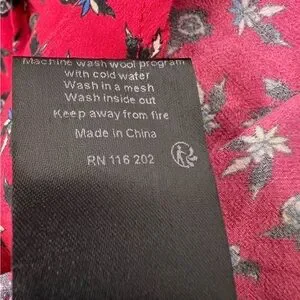 Machine wash wool program
with cold water
Wash in a mesh
Wash inside out
Keep away from fire
Made in China
RN 116 202